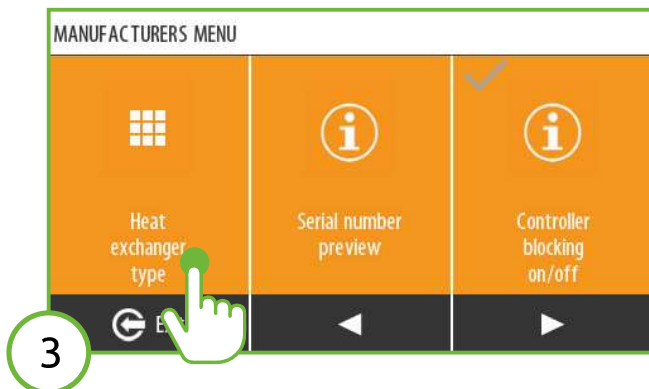 MANUFACTURERS MENU
Heat
exchanger
type
Serial number
preview
Controller
blocking
on/off
3